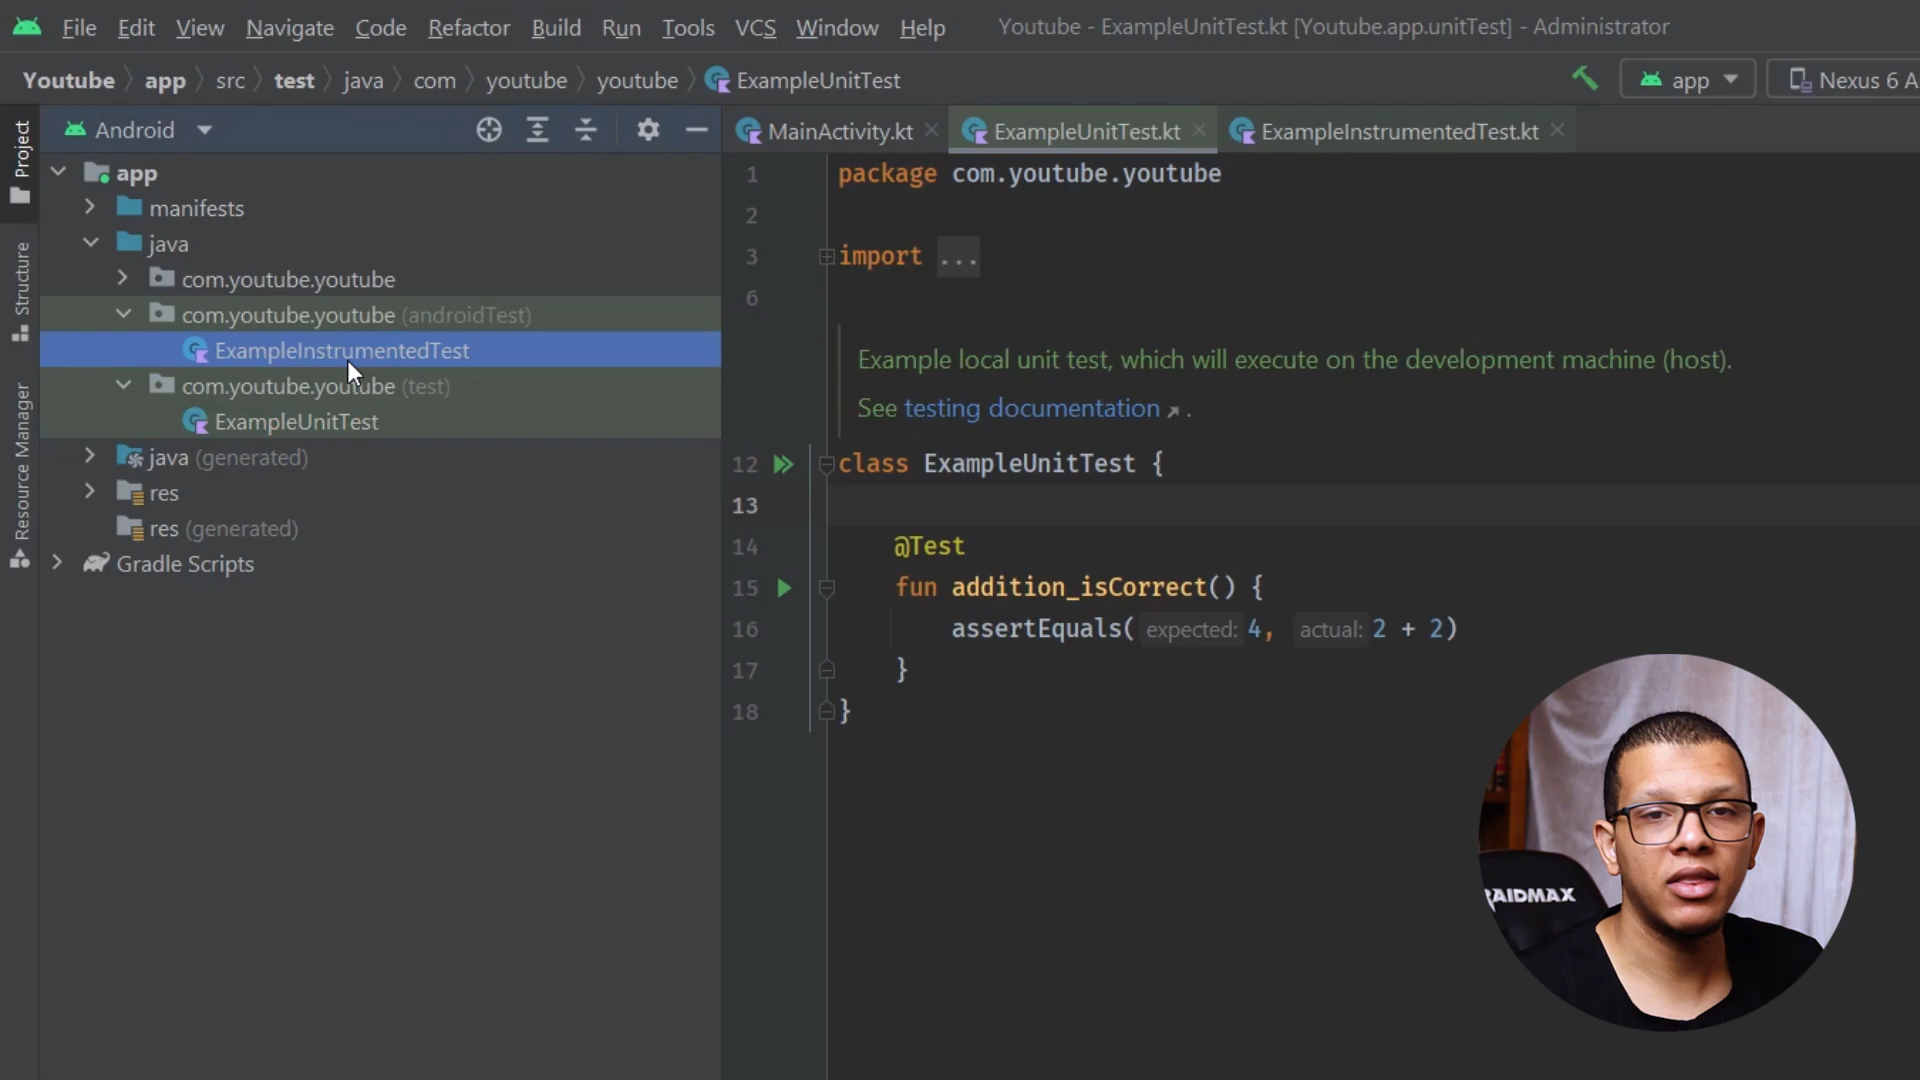 File Edit View Navigate Code Refactor Build Run Tools VCS Window Help Youtube - ExampleUnitTest.kt [Youtube.app.unitTest] - Administrator
Youtube app src test java com youtube youtube ExampleUnitTest app Nexus 6 A
Project
Structure
Resource Manager
Android
app
manifests
java
com.youtube.youtube
com.youtube.youtube (androidTest)
ExampleInstrumentedTest
com.youtube.youtube (test)
ExampleUnitTest
java (generated)
res
res (generated)
Gradle Scripts
MainActivity.kt ExampleUnitTest.kt ExampleInstrumentedTest.kt
1 package com.youtube.youtube
2
3 import ...
6
Example local unit test, which will execute on the development machine (host).
See testing documentation .
12 class ExampleUnitTest {
13
14 @Test
15 fun addition_isCorrect() {
16 assertEquals( expected: 4, actual: 2 + 2)
17 }
18 }
RAIDMAX